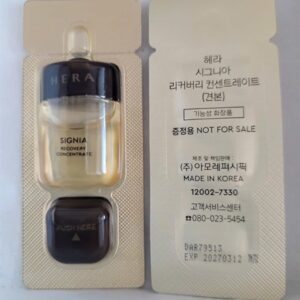 HERA
SIGNIA
RECOVERY
CONCENTRATE
PUSH HERE
헤라
시그니아
리커버리 컨센트레이트
(견본)
기능성 화장품
증정용 NOT FOR SALE
제조 및 책임판매
(주)아모레퍼시픽
MADE IN KOREA
12002-7330
고객서비스센터
☎080-023-5454
DAR79513
EXP 20270312 까지